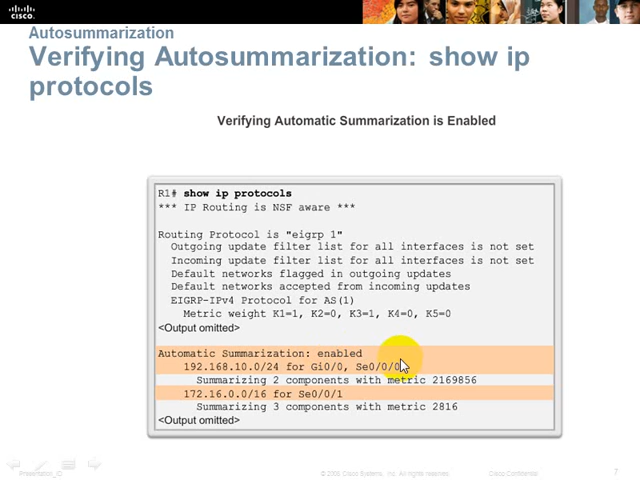 CISCO
Autosummarization
Verifying Autosummarization: show ip
protocols
Verifying Automatic Summarization is Enabled
R1# show ip protocols
*** IP Routing is NSF aware ***
Routing Protocol is "eigrp 1"
Outgoing update filter list for all interfaces is not set
Incoming update filter list for all interfaces is not set
Default networks flagged in outgoing updates
Default networks accepted from incoming updates
EIGRP-IPv4 Protocol for AS(1)
Metric weight K1=1, K2=0, K3=1, K4=0, K5=0
<Output omitted>
Automatic Summarization: enabled
192.168.10.0/24 for Gi0/0, Se0/0/0
Summarizing 2 components with metric 2169856
172.16.0.0/16 for Se0/0/1
Summarizing 3 components with metric 2816
<Output omitted>
Presentation_ID
Cisco Systems, Inc. All rights reserved.
Cisco Confidential
7